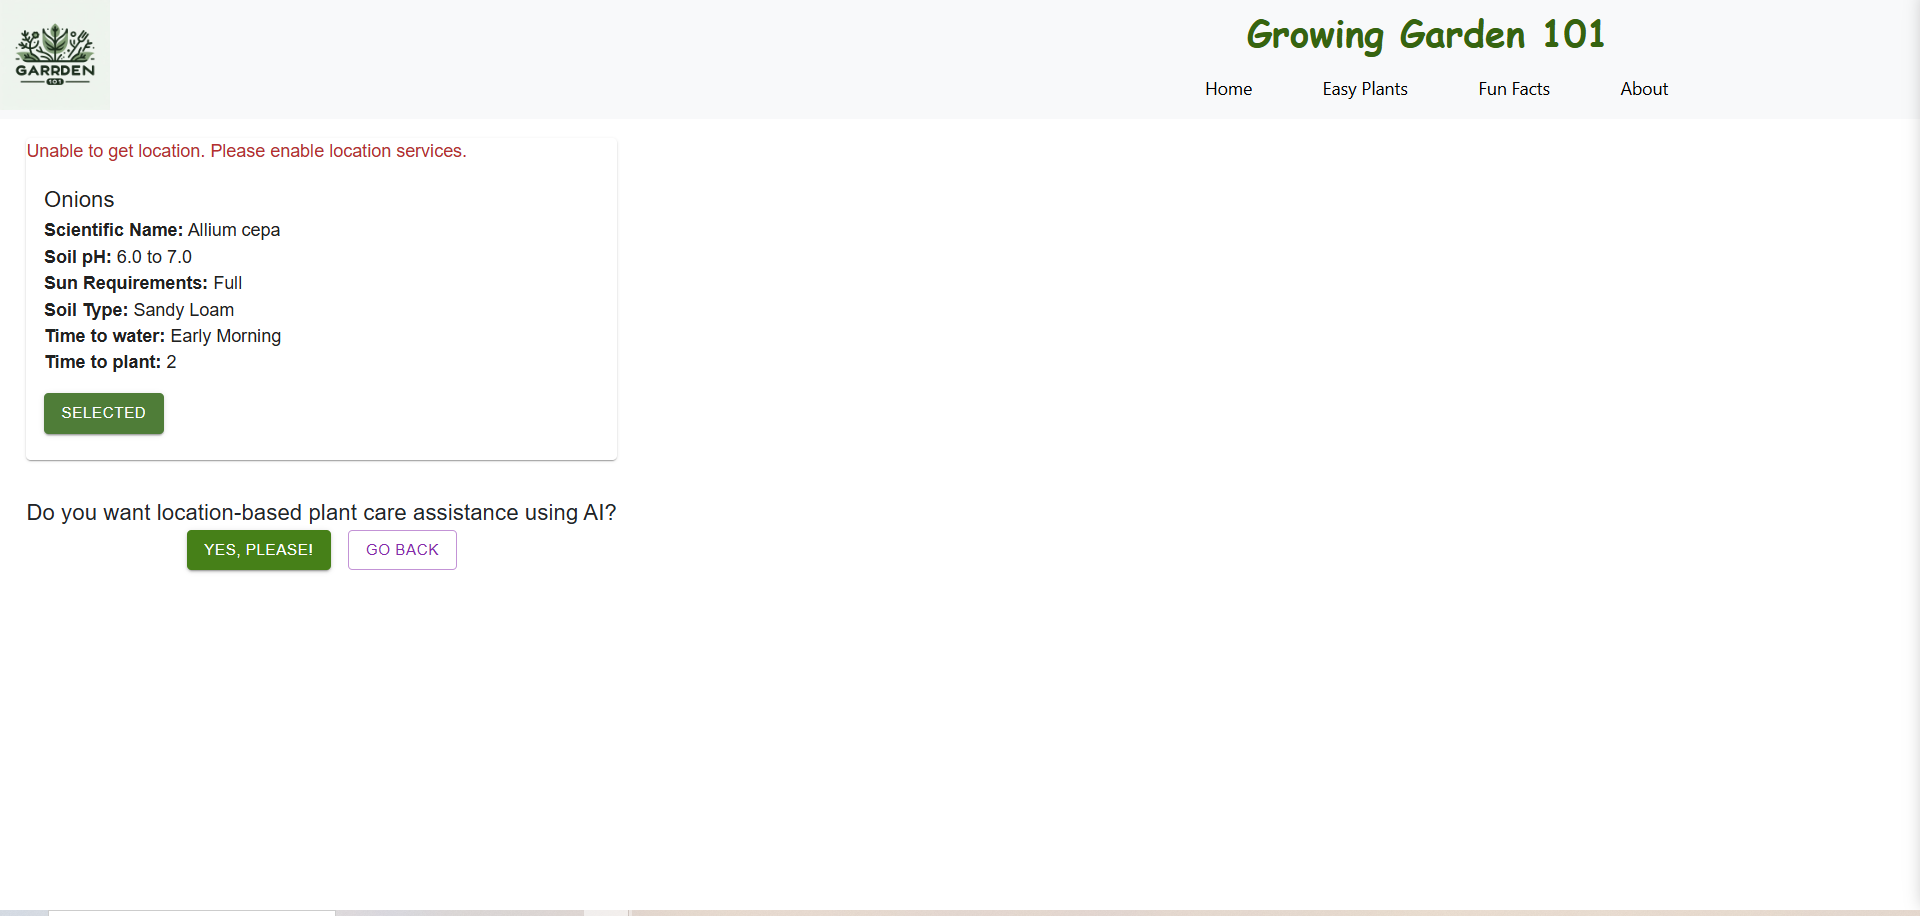 GARRDEN
101
Growing Garden 101
Home Easy Plants Fun Facts About
Unable to get location. Please enable location services.
Onions
Scientific Name: Allium cepa
Soil pH: 6.0 to 7.0
Sun Requirements: Full
Soil Type: Sandy Loam
Time to water: Early Morning
Time to plant: 2
SELECTED
Do you want location-based plant care assistance using AI?
YES, PLEASE! GO BACK